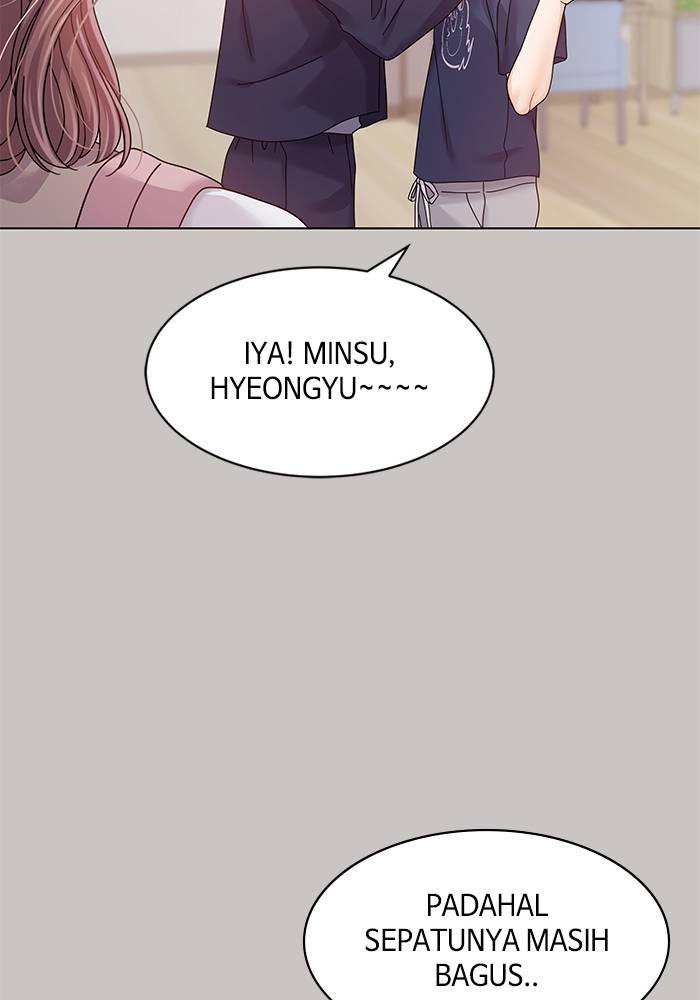 IYA! MINSU,
HYEONGYU~~~~
PADAHAL
SEPATUNYA MASIH
BAGUS..